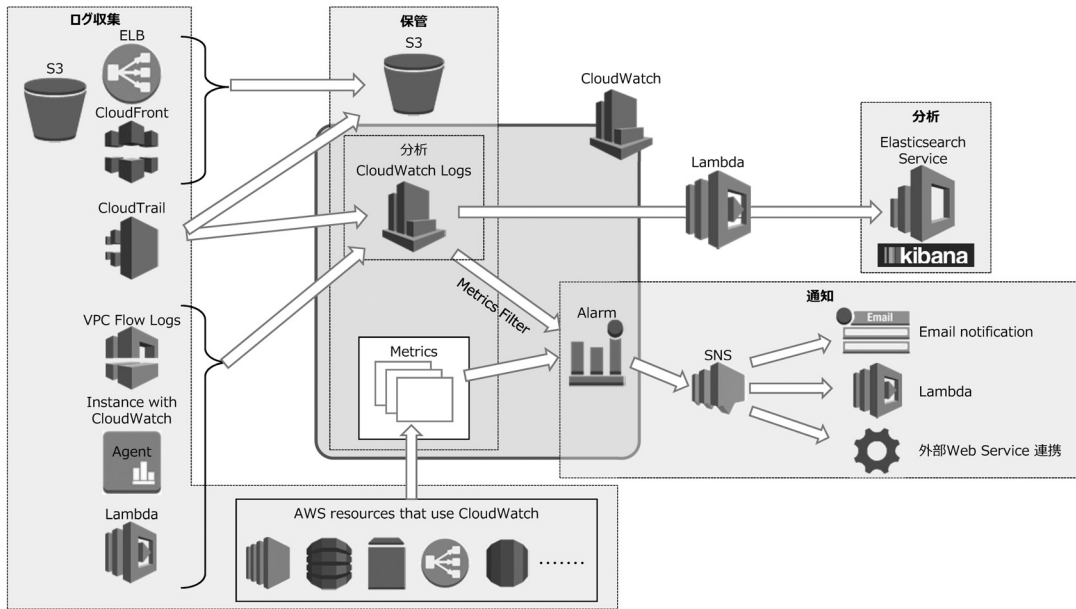 ログ収集
ELB
S3
CloudFront
CloudTrail
VPC Flow Logs
Instance with
CloudWatch
Agent
Lambda
保管
S3
分析
CloudWatch Logs
Metrics Filter
Metrics
CloudWatch
Lambda
分析
Elasticsearch
Service
kibana
通知
Alarm
SNS
Email
Email notification
Lambda
外部Web Service 連携
AWS resources that use CloudWatch
·······